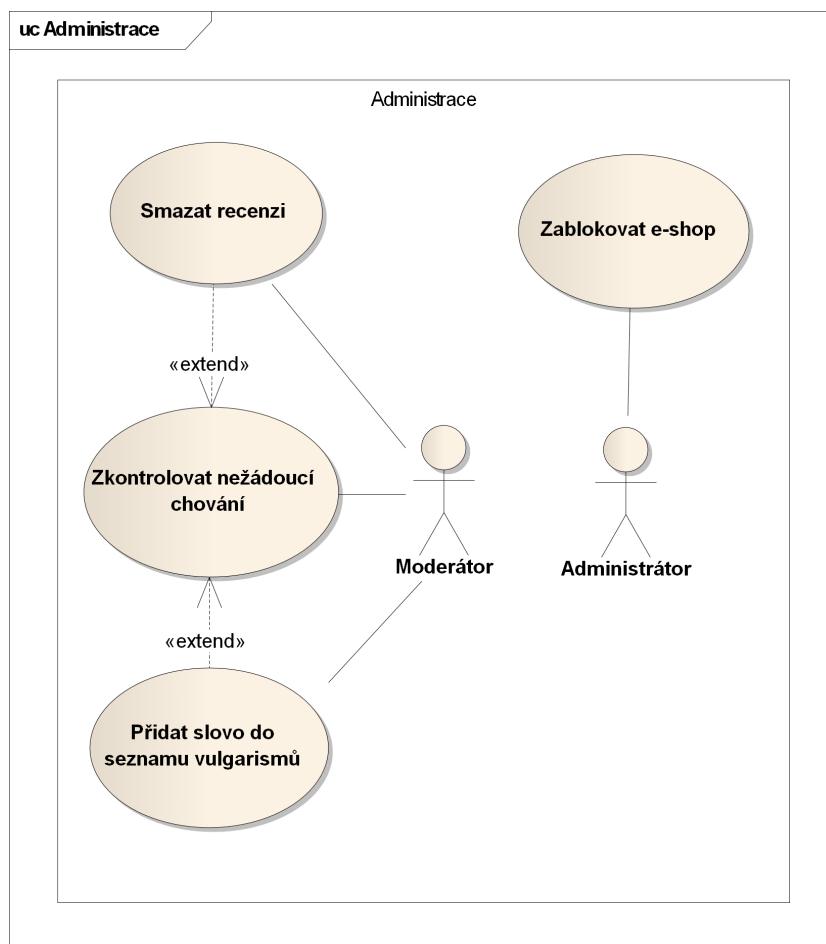 uc Administrace
Administrace
Smazat recenzi
Zablokovat e-shop
«extend»
Zkontrolovat nežádoucí
chování
Moderátor
Administrátor
«extend»
Přidat slovo do
seznamu vulgarismů